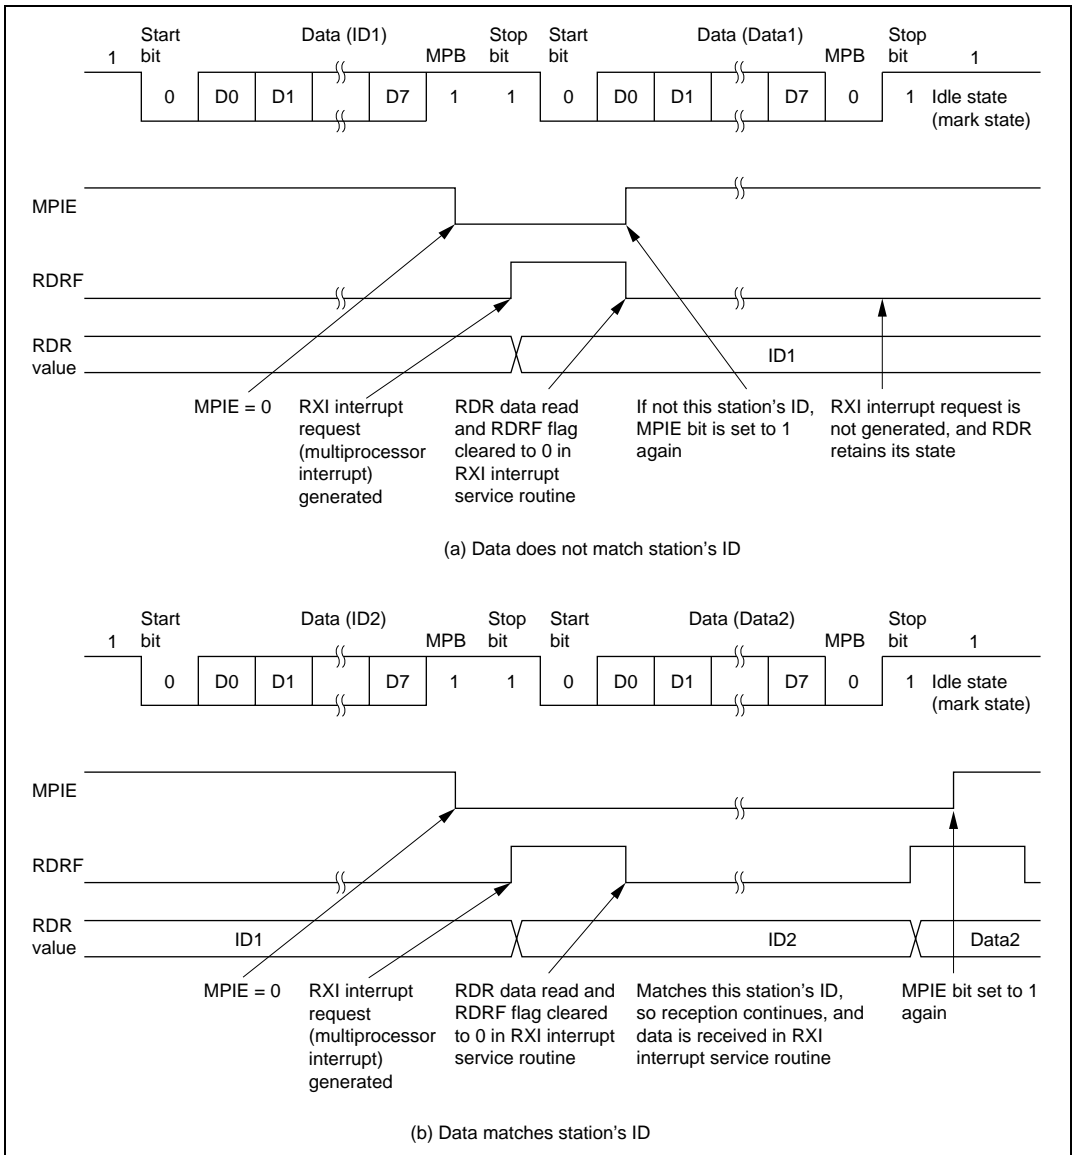 Start Data (ID1) Stop Start Data (Data1) Stop
1 bit MPB bit bit MPB bit 1
0 D0 D1 D7 1 1 0 D0 D1 D7 0 1 Idle state
(mark state)
MPIE
RDRF
RDR
value
ID1
MPIE = 0
RXI interrupt
request
(multiprocessor
interrupt)
generated
RDR data read
and RDRF flag
cleared to 0 in
RXI interrupt
service routine
If not this station's ID,
MPIE bit is set to 1
again
RXI interrupt request is
not generated, and RDR
retains its state
(a) Data does not match station's ID
Start Data (ID2) Stop Start Data (Data2) Stop
1 bit MPB bit bit MPB bit 1
0 D0 D1 D7 1 1 0 D0 D1 D7 0 1 Idle state
(mark state)
MPIE
RDRF
RDR
value
ID1 ID2 Data2
MPIE = 0
RXI interrupt
request
(multiprocessor
interrupt)
generated
RDR data read and
RDRF flag cleared
to 0 in RXI interrupt
service routine
Matches this station's ID,
so reception continues, and
data is received in RXI
interrupt service routine
MPIE bit set to 1
again
(b) Data matches station's ID